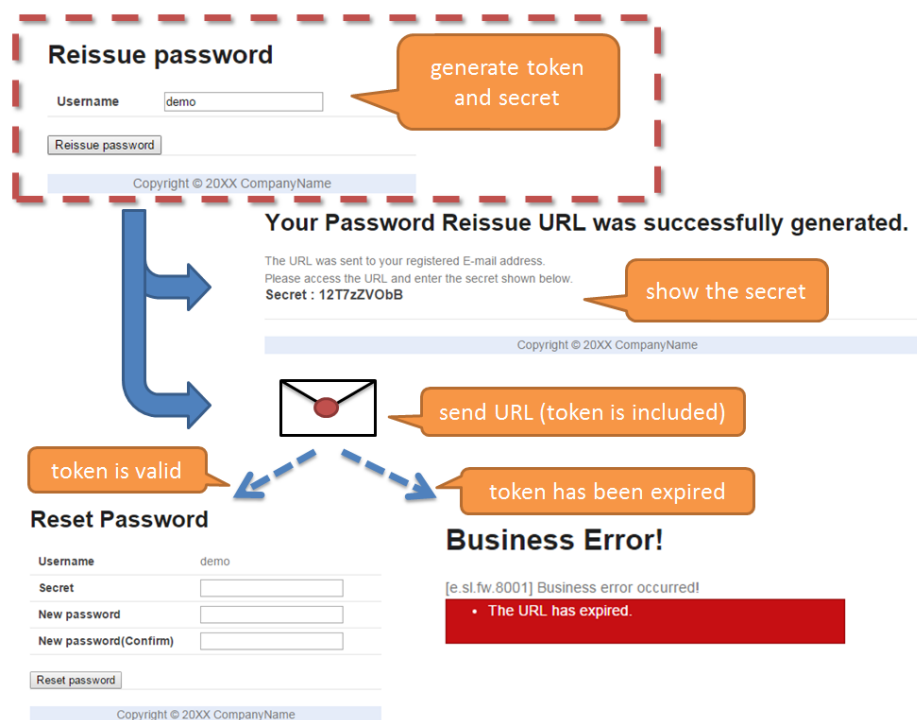 Reissue password
generate token
and secret
Username demo
Reissue password
Copyright © 20XX CompanyName
Your Password Reissue URL was successfully generated.
The URL was sent to your registered E-mail address.
Please access the URL and enter the secret shown below.
Secret : 12T7zZVObB
show the secret
Copyright © 20XX CompanyName
send URL (token is included)
token is valid
token has been expired
Reset Password
Username demo
Secret
New password
New password(Confirm)
Reset password
Copyright © 20XX CompanyName
Business Error!
[e.sl.fw.8001] Business error occurred!
• The URL has expired.